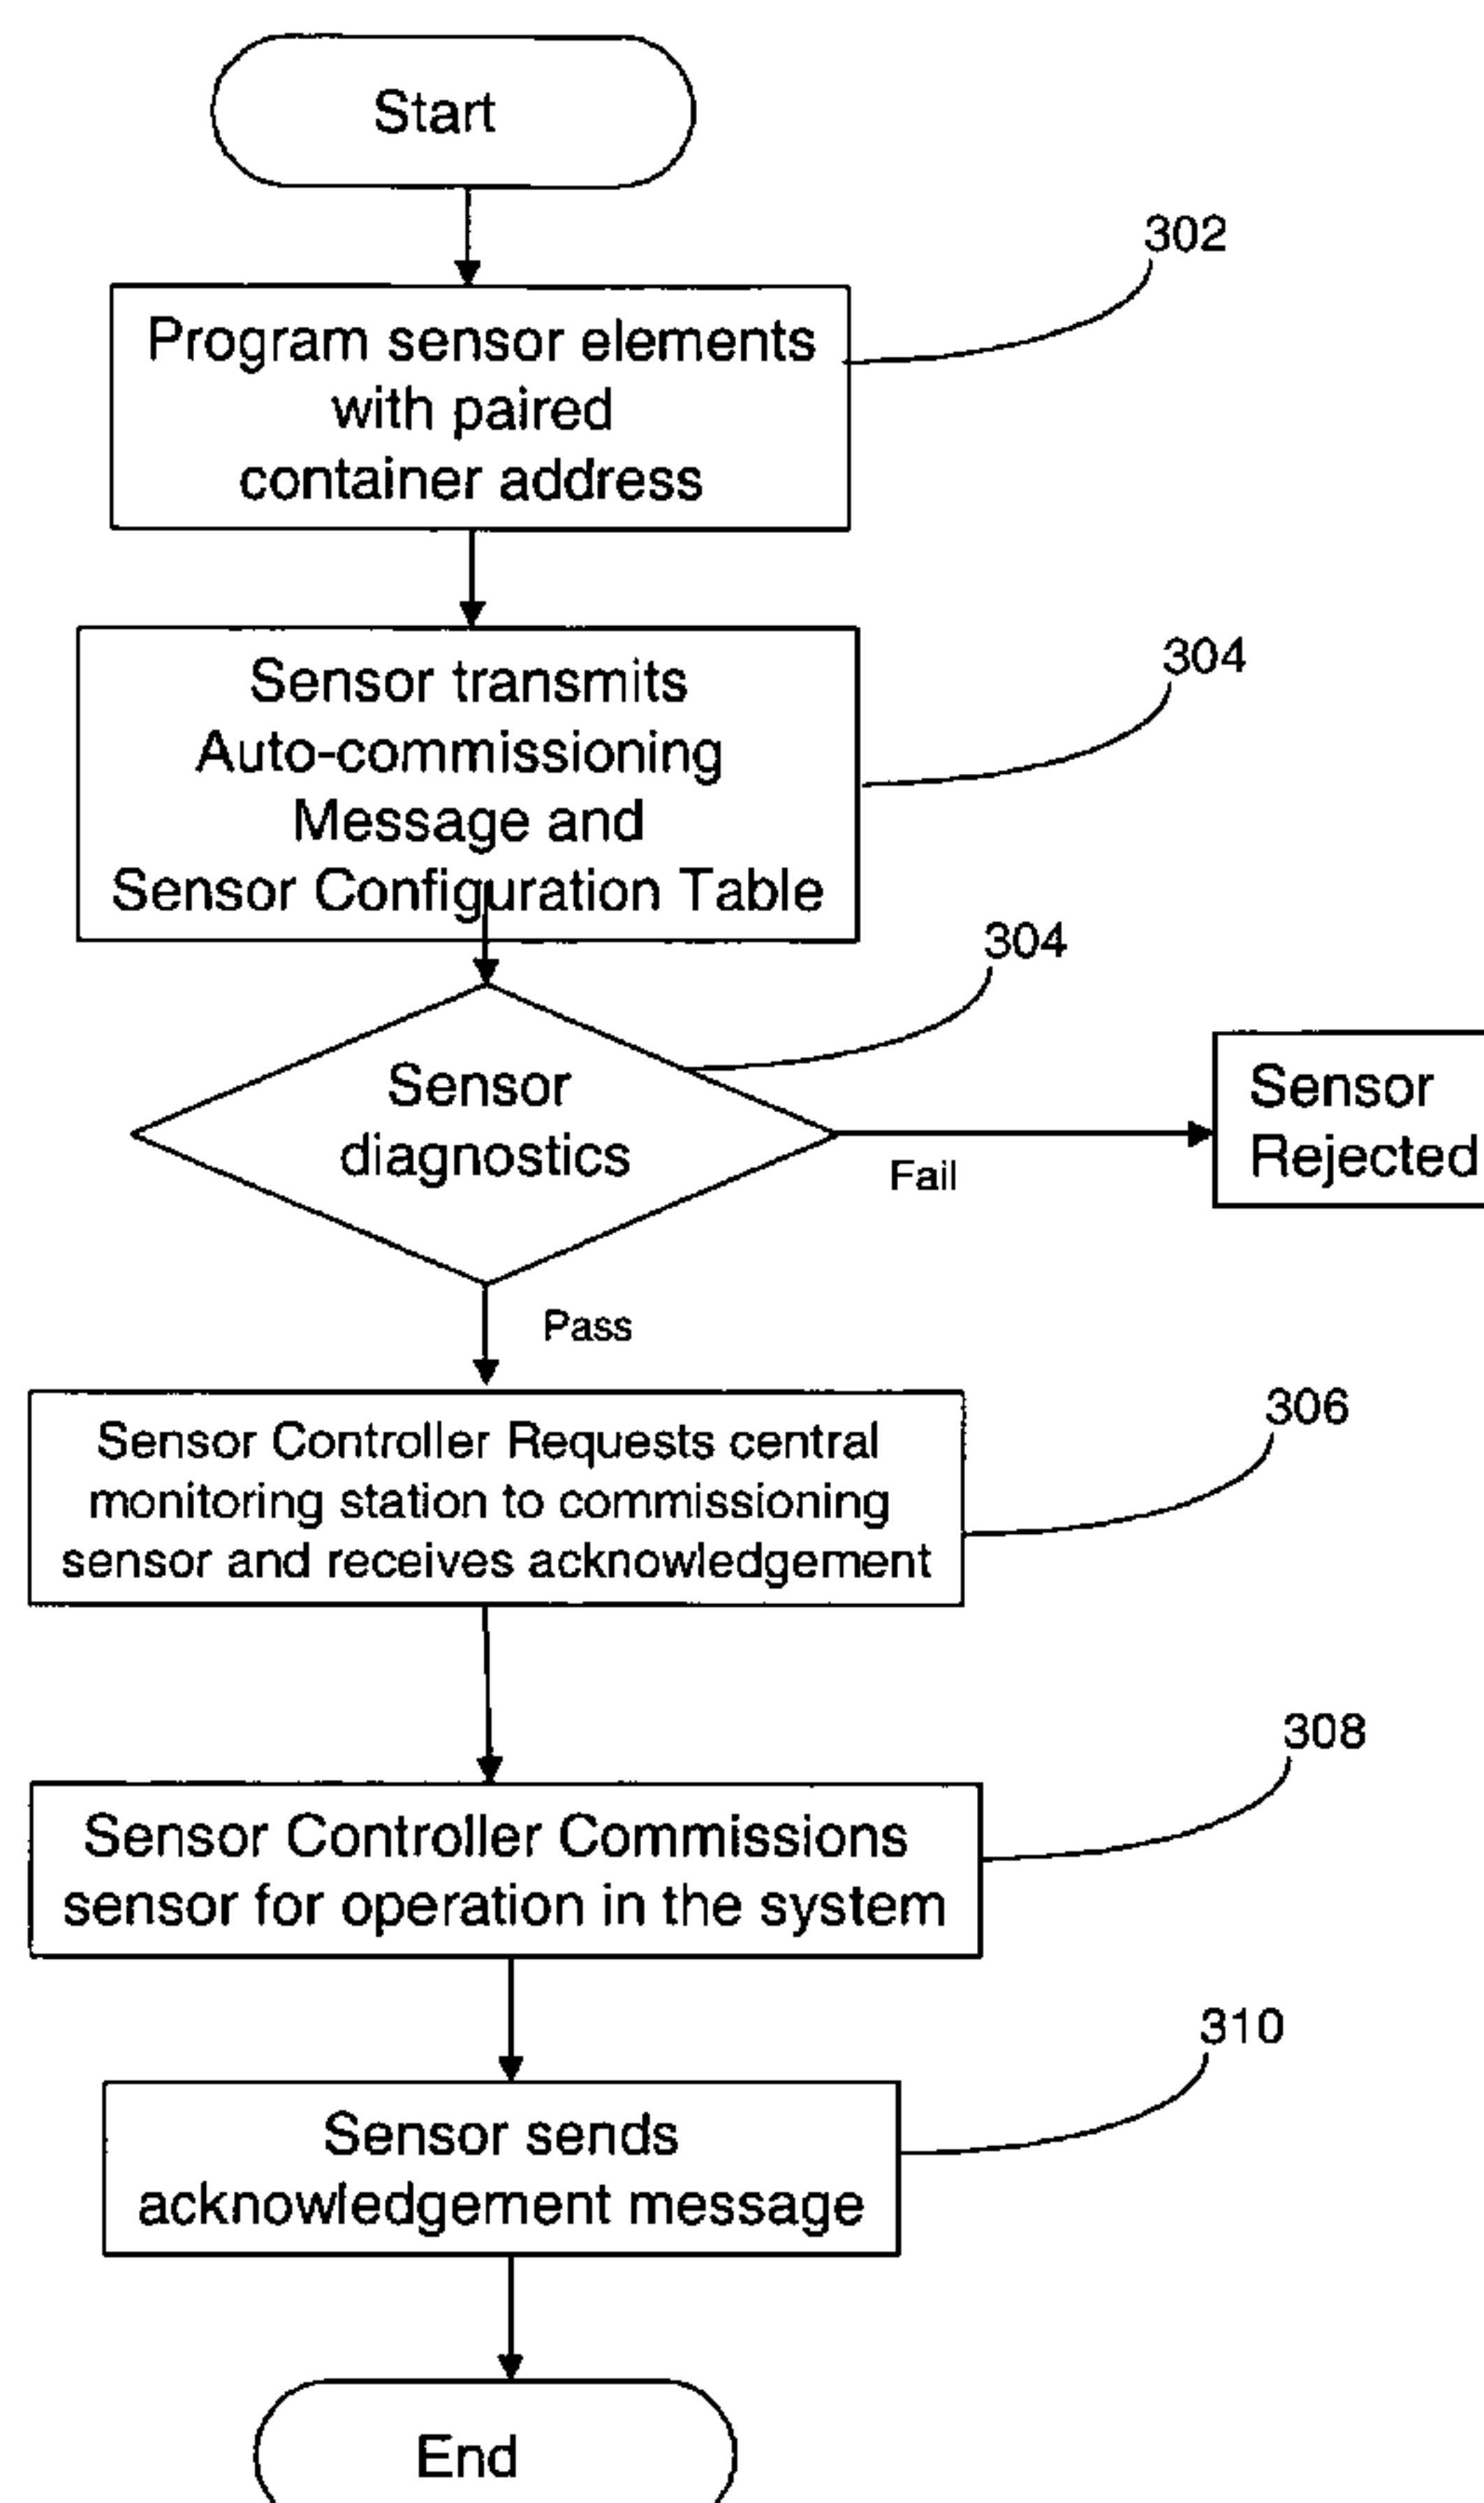 Start
302
Program sensor elements
with paired
container address
304
Sensor transmits
Auto-commissioning
Message and
Sensor Configuration Table
304
Sensor
diagnostics
Sensor
Rejected
Fail
Pass
306
Sensor Controller Requests central
monitoring station to commissioning
sensor and receives acknowledgement
308
Sensor Controller Commissions
sensor for operation in the system
310
Sensor sends
acknowledgement message
End